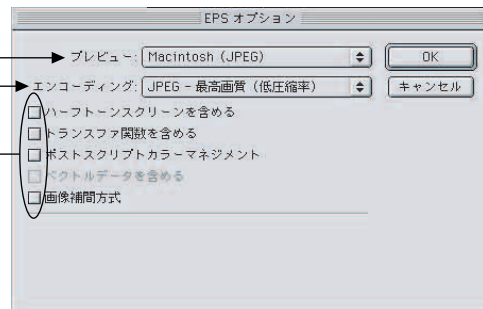 EPS オプション
プレビュー: Macintosh (JPEG)
OK
エンコーディング: JPEG - 最高画質 (低圧縮率)
キャンセル
ハーフトーンスクリーンを含める
トランスファ関数を含める
ポストスクリプトカラーマネジメント
ベクトルデータを含める
画像補間方式